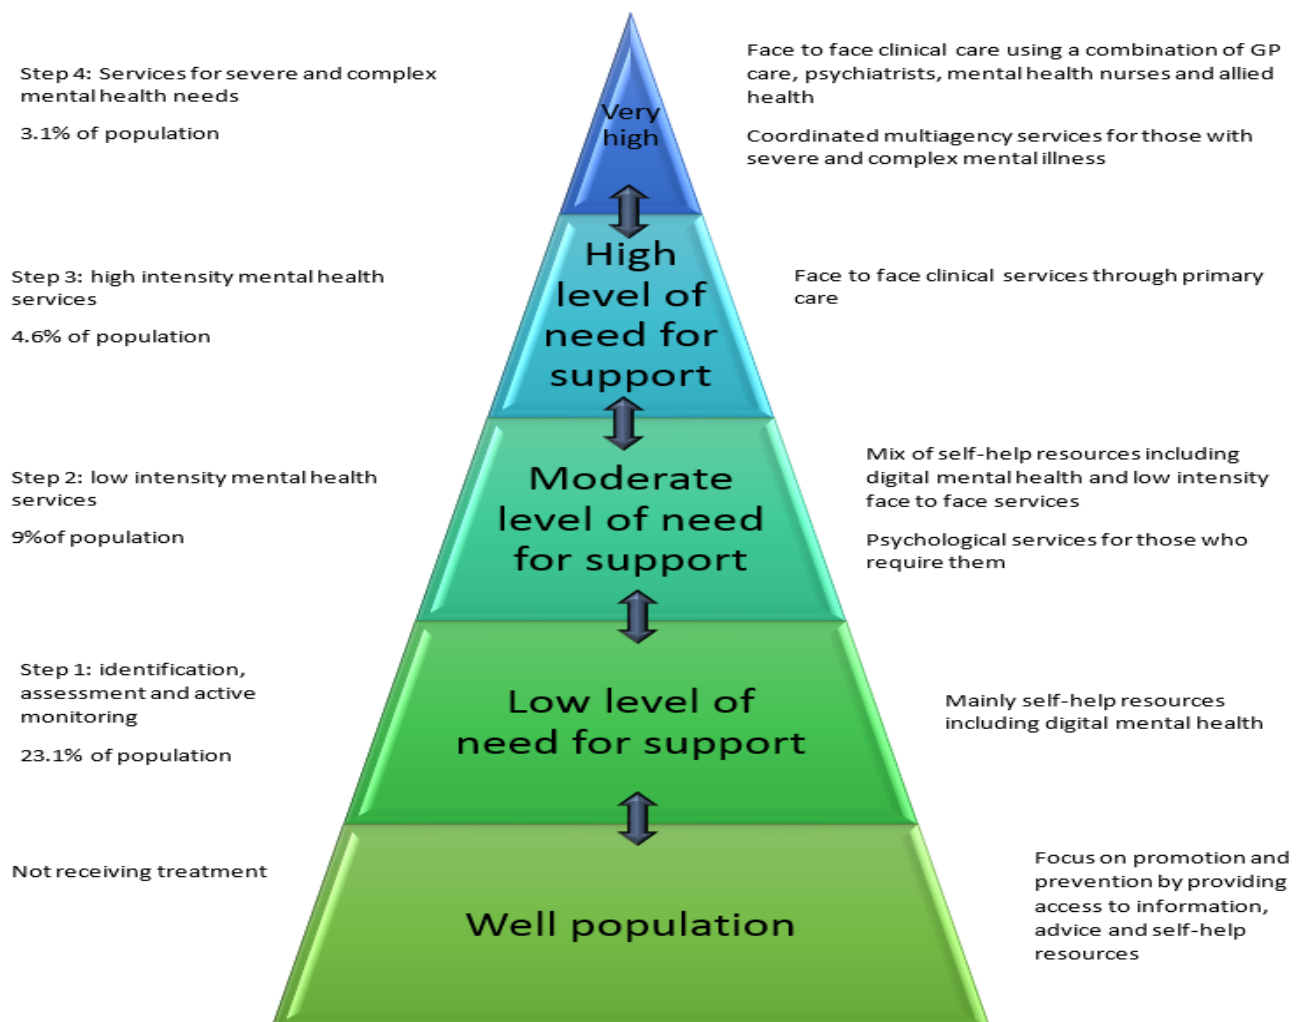 Step 4: Services for severe and complex
mental health needs
3.1% of population
Very
high
Face to face clinical care using a combination of GP
care, psychiatrists, mental health nurses and allied
health
Coordinated multiagency services for those with
severe and complex mental illness
Step 3: high intensity mental health
services
4.6% of population
High
level of
need for
support
Face to face clinical services through primary
care
Step 2: low intensity mental health
services
9%of population
Moderate
level of need
for support
Mix of self-help resources including
digital mental health and low intensity
face to face services
Psychological services for those who
require them
Step 1: identification,
assessment and active
monitoring
23.1% of population
Low level of
need for support
Mainly self-help resources
including digital mental health
Not receiving treatment
Well population
Focus on promotion and
prevention by providing
access to information,
advice and self-help
resources